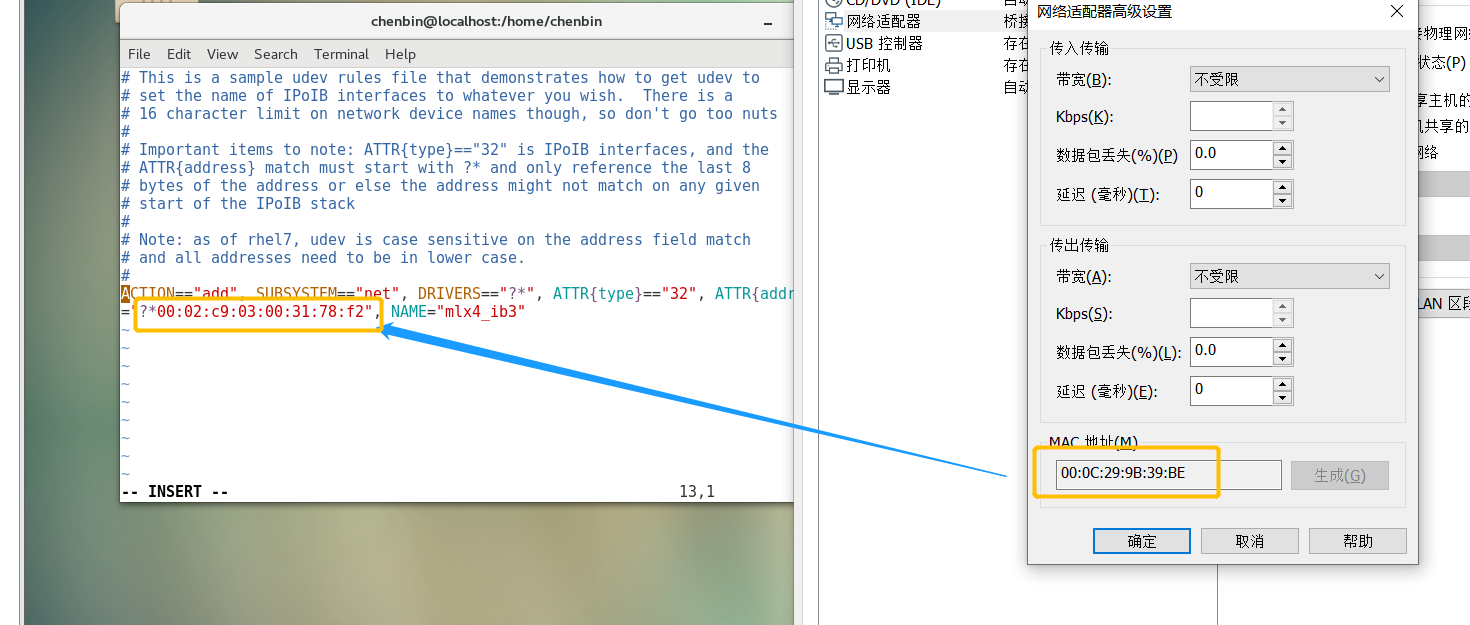 chenbin@localhost:/home/chenbin
File Edit View Search Terminal Help
# This is a sample udev rules file that demonstrates how to get udev to
# set the name of IPoIB interfaces to whatever you wish.  There is a
# 16 character limit on network device names though, so don't go too nuts
#
# Important items to note: ATTR{type}=="32" is IPoIB interfaces, and the
# ATTR{address} match must start with ?* and only reference the last 8
# bytes of the address or else the address might not match on any given
# start of the IPoIB stack
#
# Note: as of rhel7, udev is case sensitive on the address field match
# and all addresses need to be in lower case.
#
ACTION=="add", SUBSYSTEM=="net", DRIVERS=="?*", ATTR{type}=="32", ATTR{addr
="?*00:02:c9:03:00:31:78:f2", NAME="mlx4_ib3"
~
~
~
~
~
~
~
~
~
-- INSERT --
13,1
CD/DVD (IDE) 自动
网络适配器 桥接
USB 控制器 存在
打印机 存在
显示器 自动
网络适配器高级设置
传入传输
带宽(B): 不受限
Kbps(K):
数据包丢失(%)(P) 0.0
延迟 (毫秒)(T): 0
传出传输
带宽(A): 不受限
Kbps(S):
数据包丢失(%)(L): 0.0
延迟 (毫秒)(E): 0
MAC 地址(M)
00:0C:29:9B:39:BE 生成(G)
确定 取消 帮助
物理网
状态(P)
享主机的
机共享的
网络
LAN 区段